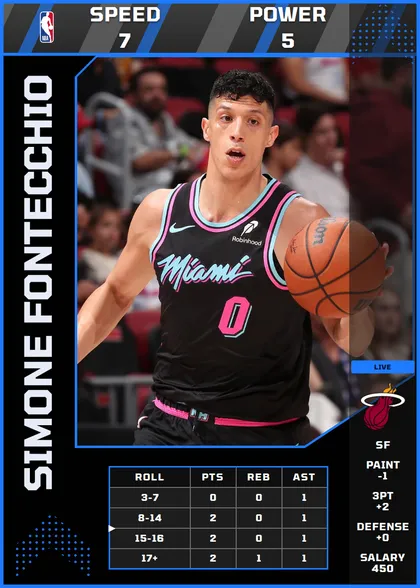 SPEED
7
POWER
5
NBA
SIMONE FONTECCHIO
Robinhood
Miami
0
Wilson
LIVE
SF
PAINT
-1
3PT
+2
DEFENSE
+0
SALARY
450
ROLL PTS REB AST
3-7 0 0 1
8-14 2 0 1
15-16 2 0 1
17+ 2 1 1